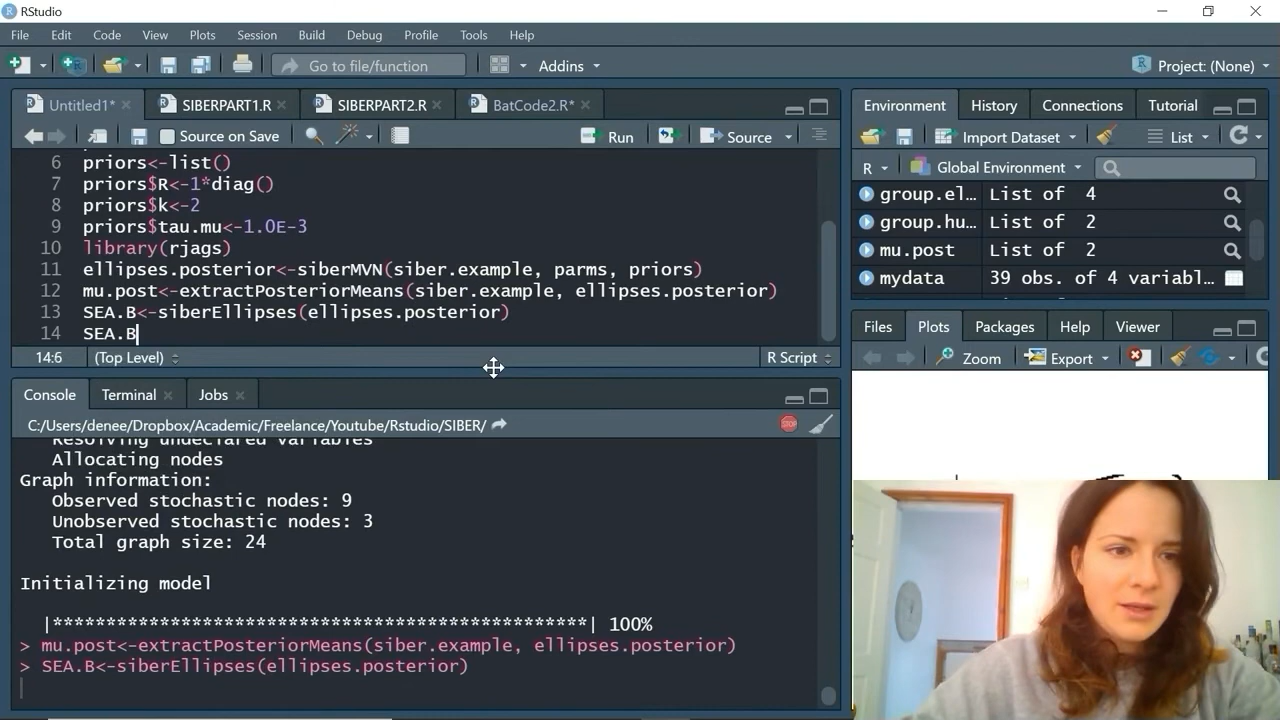 RStudio
File Edit Code View Plots Session Build Debug Profile Tools Help
Go to file/function Addins Project: (None)
Untitled1* SIBERPART1.R SIBERPART2.R BatCode2.R*
Source on Save Run Source
6 priors<-list()
7 priors$R<-1*diag()
8 priors$k<-2
9 priors$tau.mu<-1.0E-3
10 library(rjags)
11 ellipses.posterior<-siberMVN(siber.example, parms, priors)
12 mu.post<-extractPosteriorMeans(siber.example, ellipses.posterior)
13 SEA.B<-siberEllipses(ellipses.posterior)
14 SEA.B
14:6 (Top Level) R Script
Console Terminal Jobs
C:/Users/denee/Dropbox/Academic/Freelance/Youtube/Rstudio/SIBER/
STOP
Resolving undeclared variables
Allocating nodes
Graph information:
Observed stochastic nodes: 9
Unobserved stochastic nodes: 3
Total graph size: 24
Initializing model
|**************************************************| 100%
> mu.post<-extractPosteriorMeans(siber.example, ellipses.posterior)
> SEA.B<-siberEllipses(ellipses.posterior)
Environment History Connections Tutorial
Import Dataset List
R Global Environment
group.el... List of 4
group.hu... List of 2
mu.post List of 2
mydata 39 obs. of 4 variabl...
Files Plots Packages Help Viewer
Zoom Export